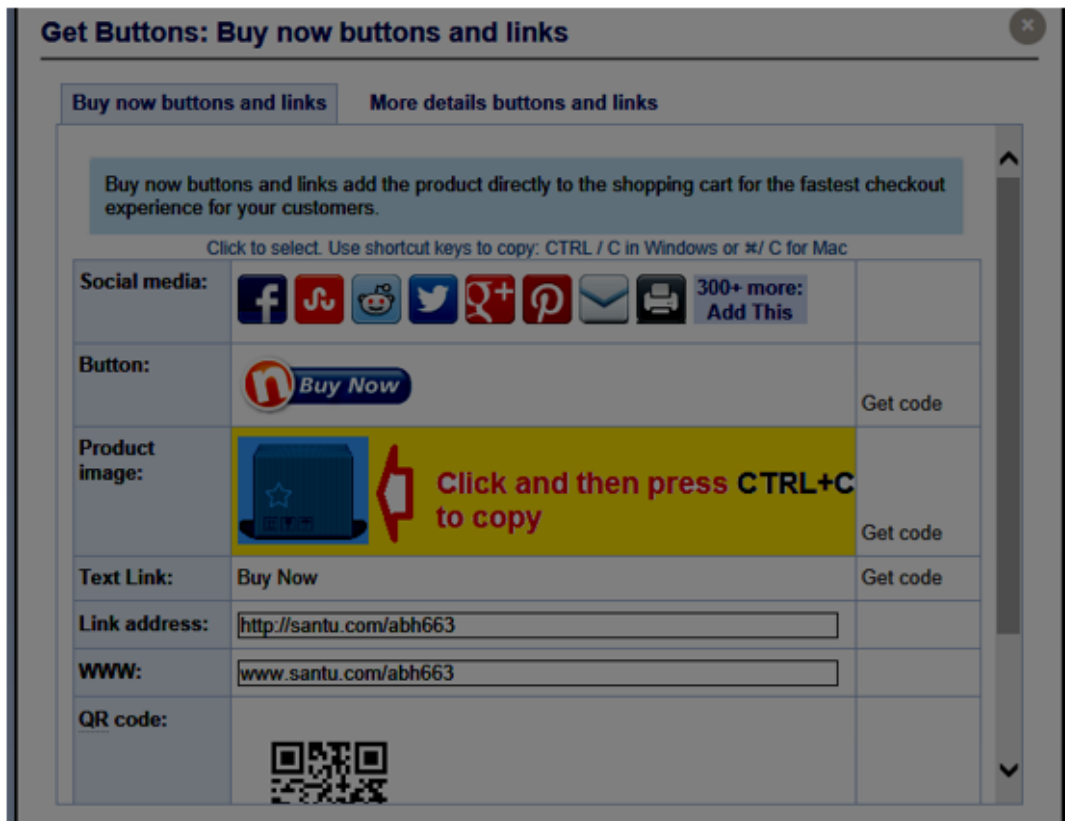 Get Buttons: Buy now buttons and links
Buy now buttons and links
More details buttons and links
Buy now buttons and links add the product directly to the shopping cart for the fastest checkout
experience for your customers.
Click to select. Use shortcut keys to copy: CTRL / C in Windows or ⌘/ C for Mac
Social media:
300+ more:
Add This
Button:
n Buy Now
Get code
Product
image:
Click and then press CTRL+C
to copy
Get code
Text Link:
Buy Now
Get code
Link address:
http://santu.com/abh663
WWW:
www.santu.com/abh663
QR code: